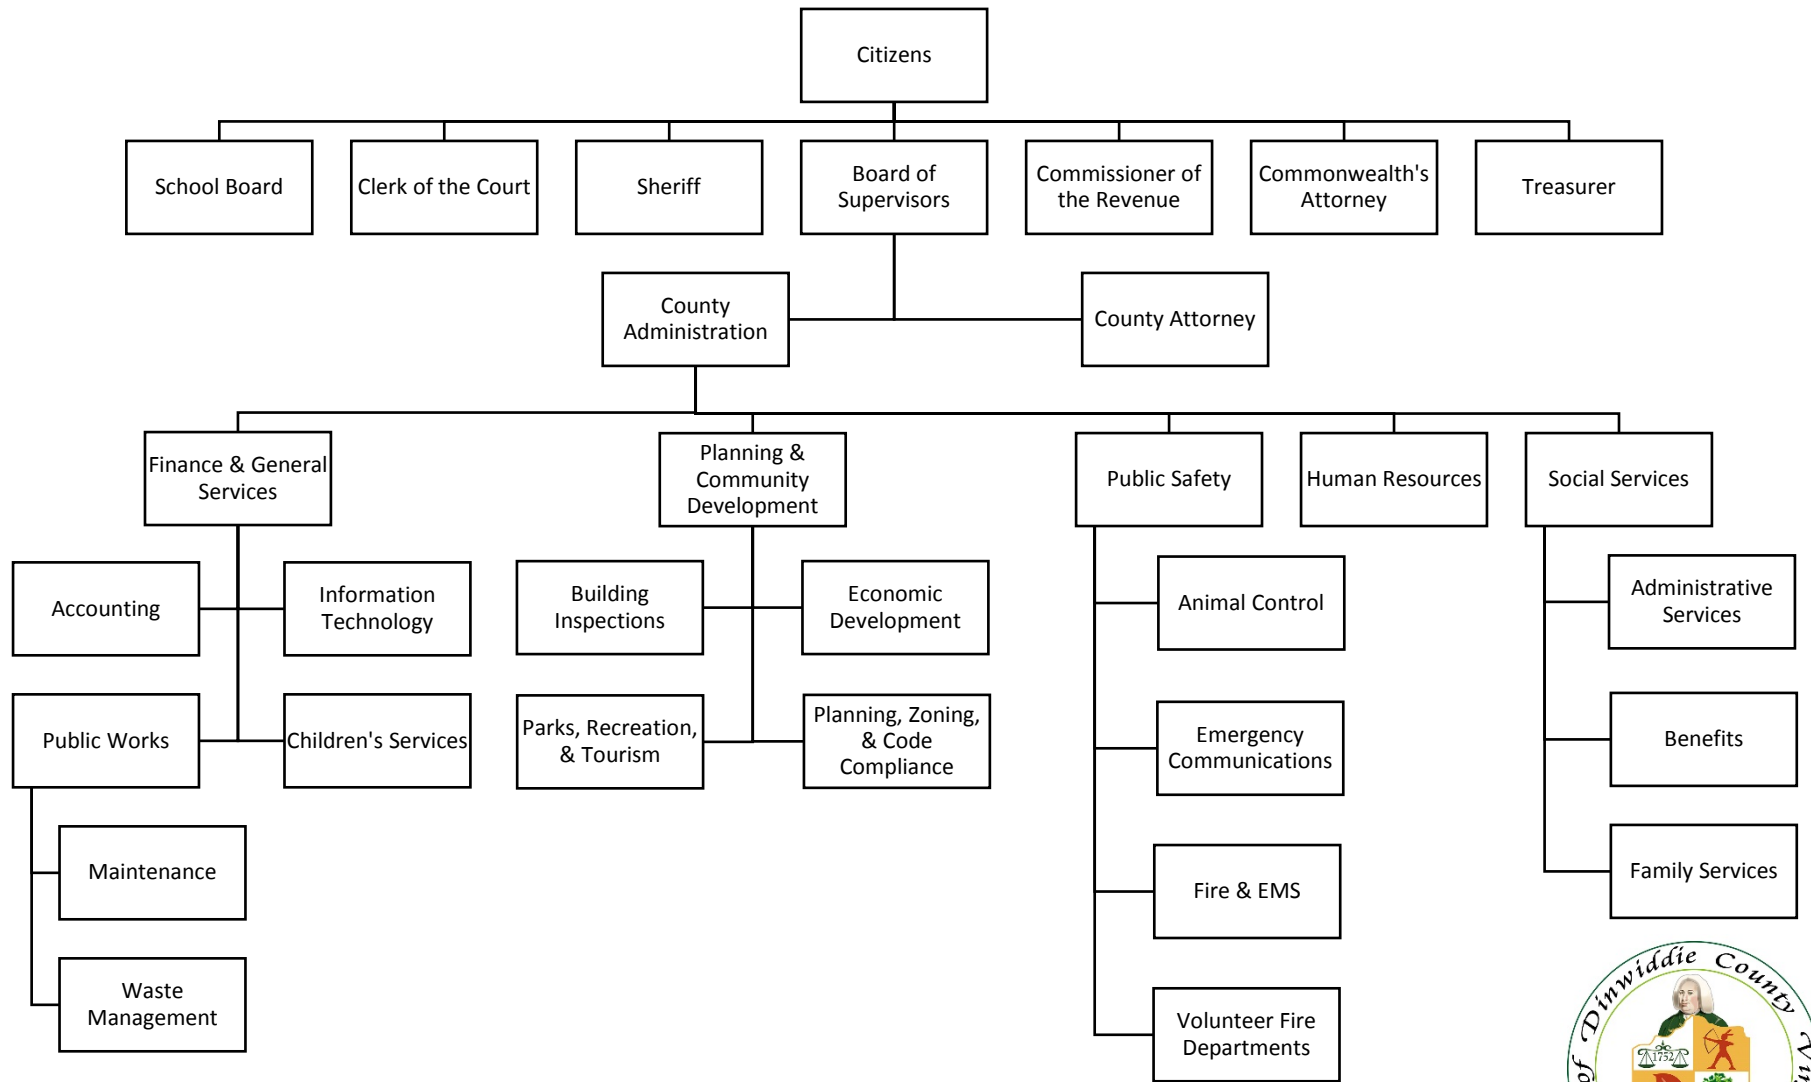 Citizens
School Board
Clerk of the Court
Sheriff
Board of
Supervisors
Commissioner of
the Revenue
Commonwealth's
Attorney
Treasurer
County
Administration
County Attorney
Finance & General
Services
Planning &
Community
Development
Public Safety
Human Resources
Social Services
Accounting
Information
Technology
Building
Inspections
Economic
Development
Animal Control
Administrative
Services
Public Works
Children's Services
Parks, Recreation,
& Tourism
Planning, Zoning,
& Code
Compliance
Emergency
Communications
Benefits
Maintenance
Fire & EMS
Family Services
Waste
Management
Volunteer Fire
Departments
of Dinwiddie County
1752